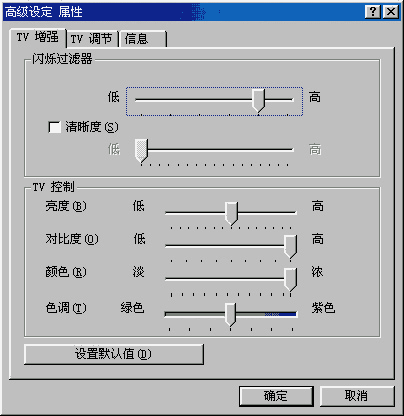 高级设定 属性
TV 增强 TV 调节 信息
闪烁过滤器
低 高
清晰度(S)
低 高
TV 控制
亮度(B) 低 高
对比度(O) 低 高
颜色(R) 淡 浓
色调(T) 绿色 紫色
设置默认值(D)
确定 取消